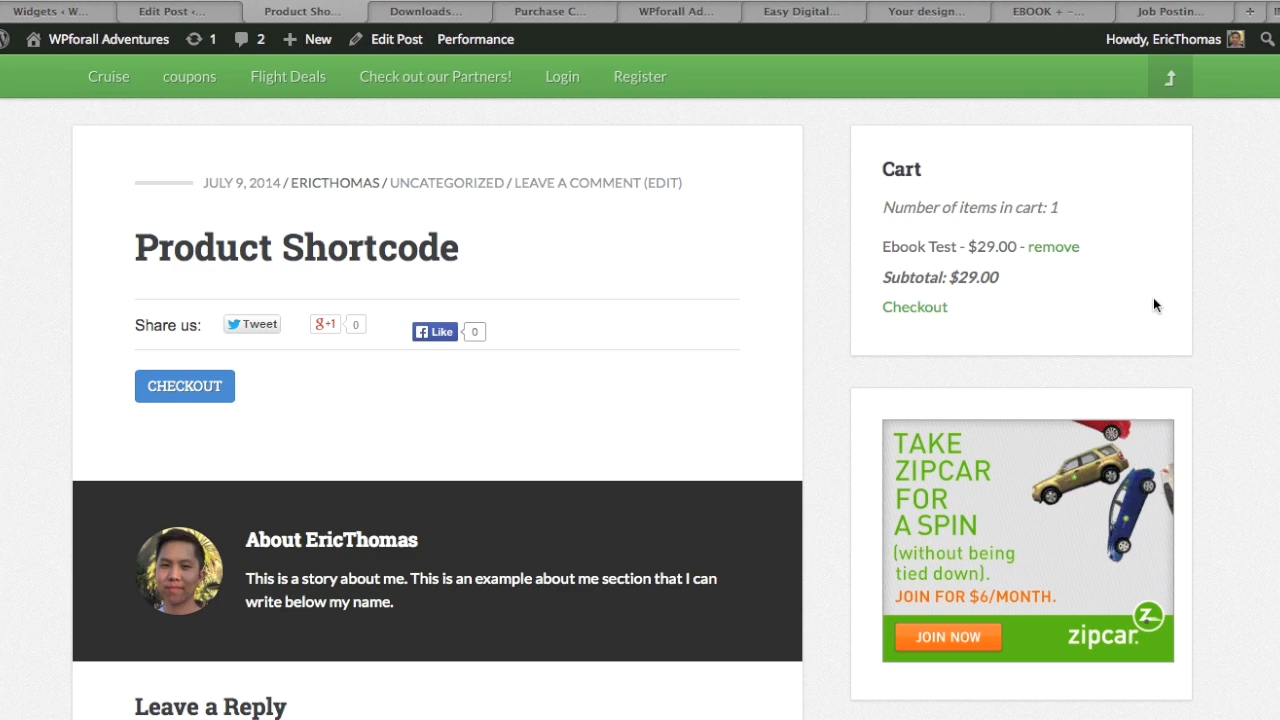 Widgets ‹ W...
Edit Post ‹...
Product Sho...
Downloads...
Purchase C...
WPforall Ad...
Easy Digital...
Your design...
EBOOK + –...
Job Postin...
WPforall Adventures 1 2 New Edit Post Performance Howdy, EricThomas
Cruise coupons Flight Deals Check out our Partners! Login Register
JULY 9, 2014 / ERICTHOMAS / UNCATEGORIZED / LEAVE A COMMENT (EDIT)
Product Shortcode
Share us: Tweet g+1 0 Like 0
CHECKOUT
About EricThomas
This is a story about me. This is an example about me section that I can
write below my name.
Leave a Reply
Cart
Number of items in cart: 1
Ebook Test - $29.00 - remove
Subtotal: $29.00
Checkout
TAKE
ZIPCAR
FOR
A SPIN
(without being
tied down).
JOIN FOR $6/MONTH.
JOIN NOW
zipcar.